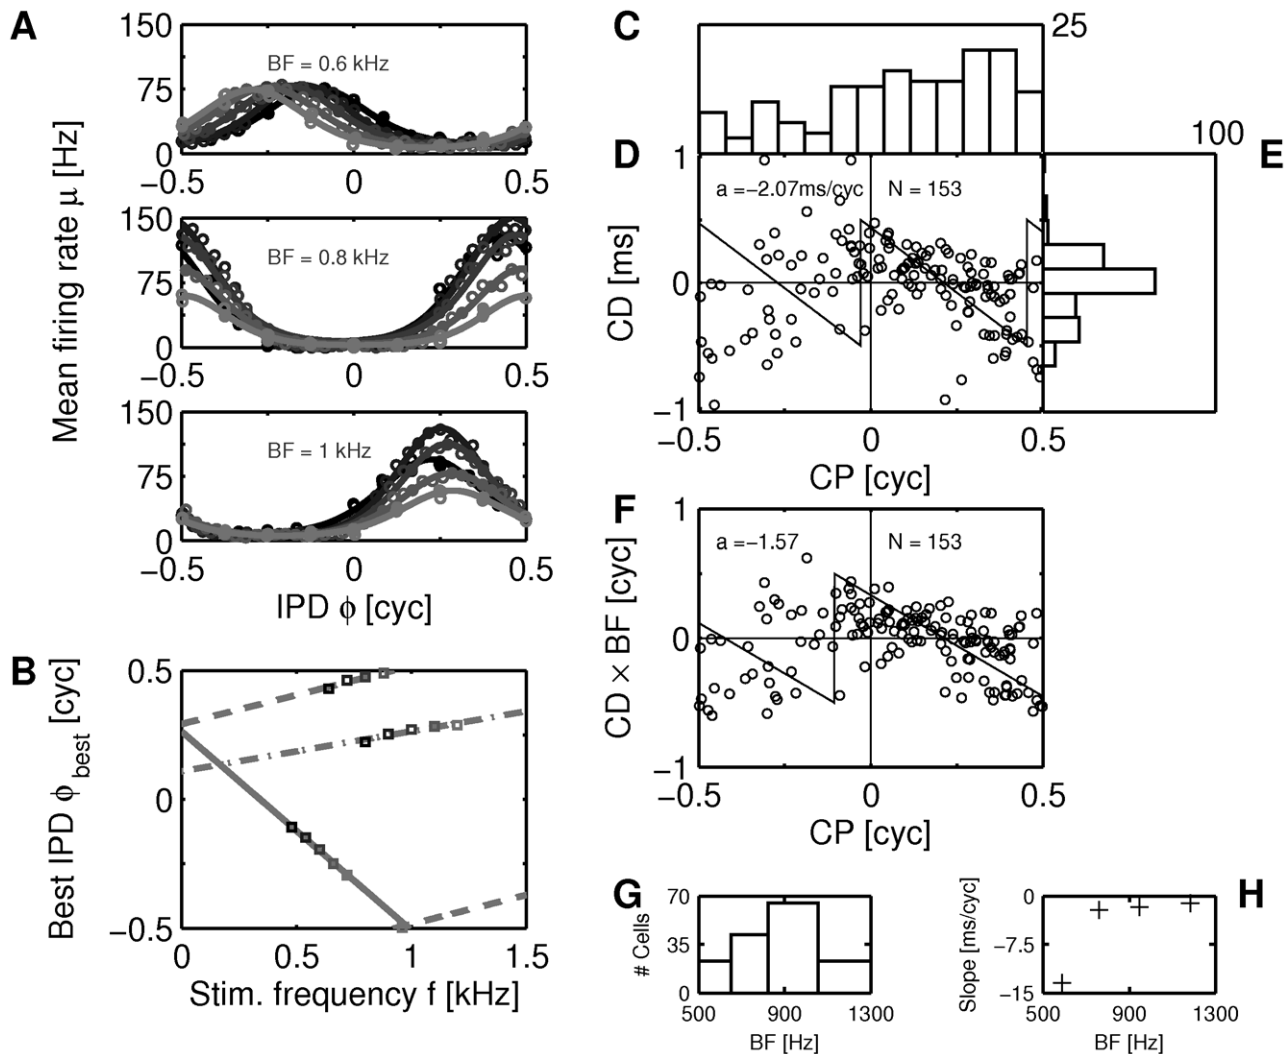 A
Mean firing rate μ [Hz]
150
75
0
BF = 0.6 kHz
−0.5
0
0.5
150
75
0
BF = 0.8 kHz
−0.5
0
0.5
150
75
0
BF = 1 kHz
−0.5
0
0.5
IPD ϕ [cyc]
B
Best IPD ϕbest [cyc]
0.5
0
−0.5
0
0.5
1
1.5
Stim. frequency f [kHz]
C
25
D
CD [ms]
1
0
−1
a =−2.07ms/cyc
N = 153
−0.5
0
0.5
CP [cyc]
100
E
F
CD × BF [cyc]
1
0
−1
a =−1.57
N = 153
−0.5
0
0.5
CP [cyc]
G
# Cells
70
35
0
500
900
1300
BF [Hz]
H
Slope [ms/cyc]
0
−7.5
−15
500
900
1300
BF [Hz]